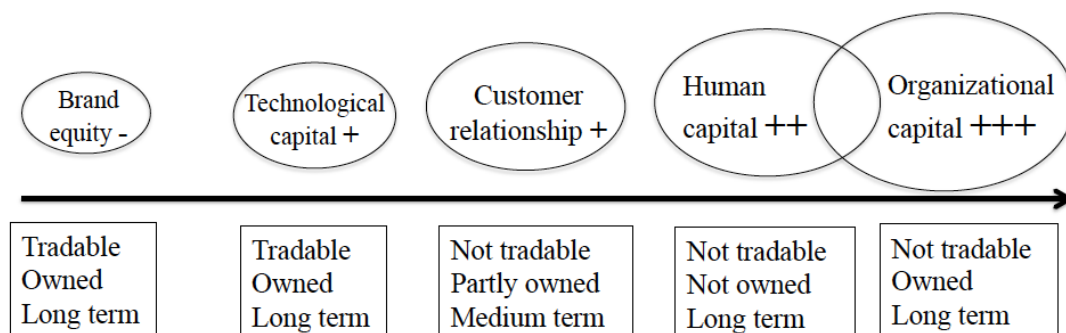 Brand
equity -
Technological
capital +
Customer
relationship +
Human
capital ++
Organizational
capital +++
Tradable
Owned
Long term
Tradable
Owned
Long term
Not tradable
Partly owned
Medium term
Not tradable
Not owned
Long term
Not tradable
Owned
Long term